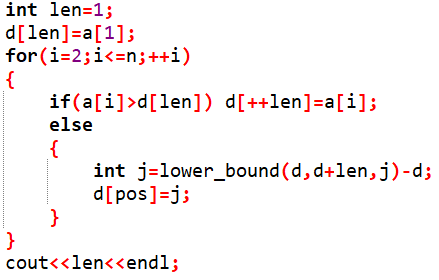 int len=1;
d[len]=a[1];
for(i=2;i<=n;++i)
{
if(a[i]>d[len]) d[++len]=a[i];
else
{
int j=lower_bound(d,d+len,j)-d;
d[pos]=j;
}
}
cout<<len<<endl;